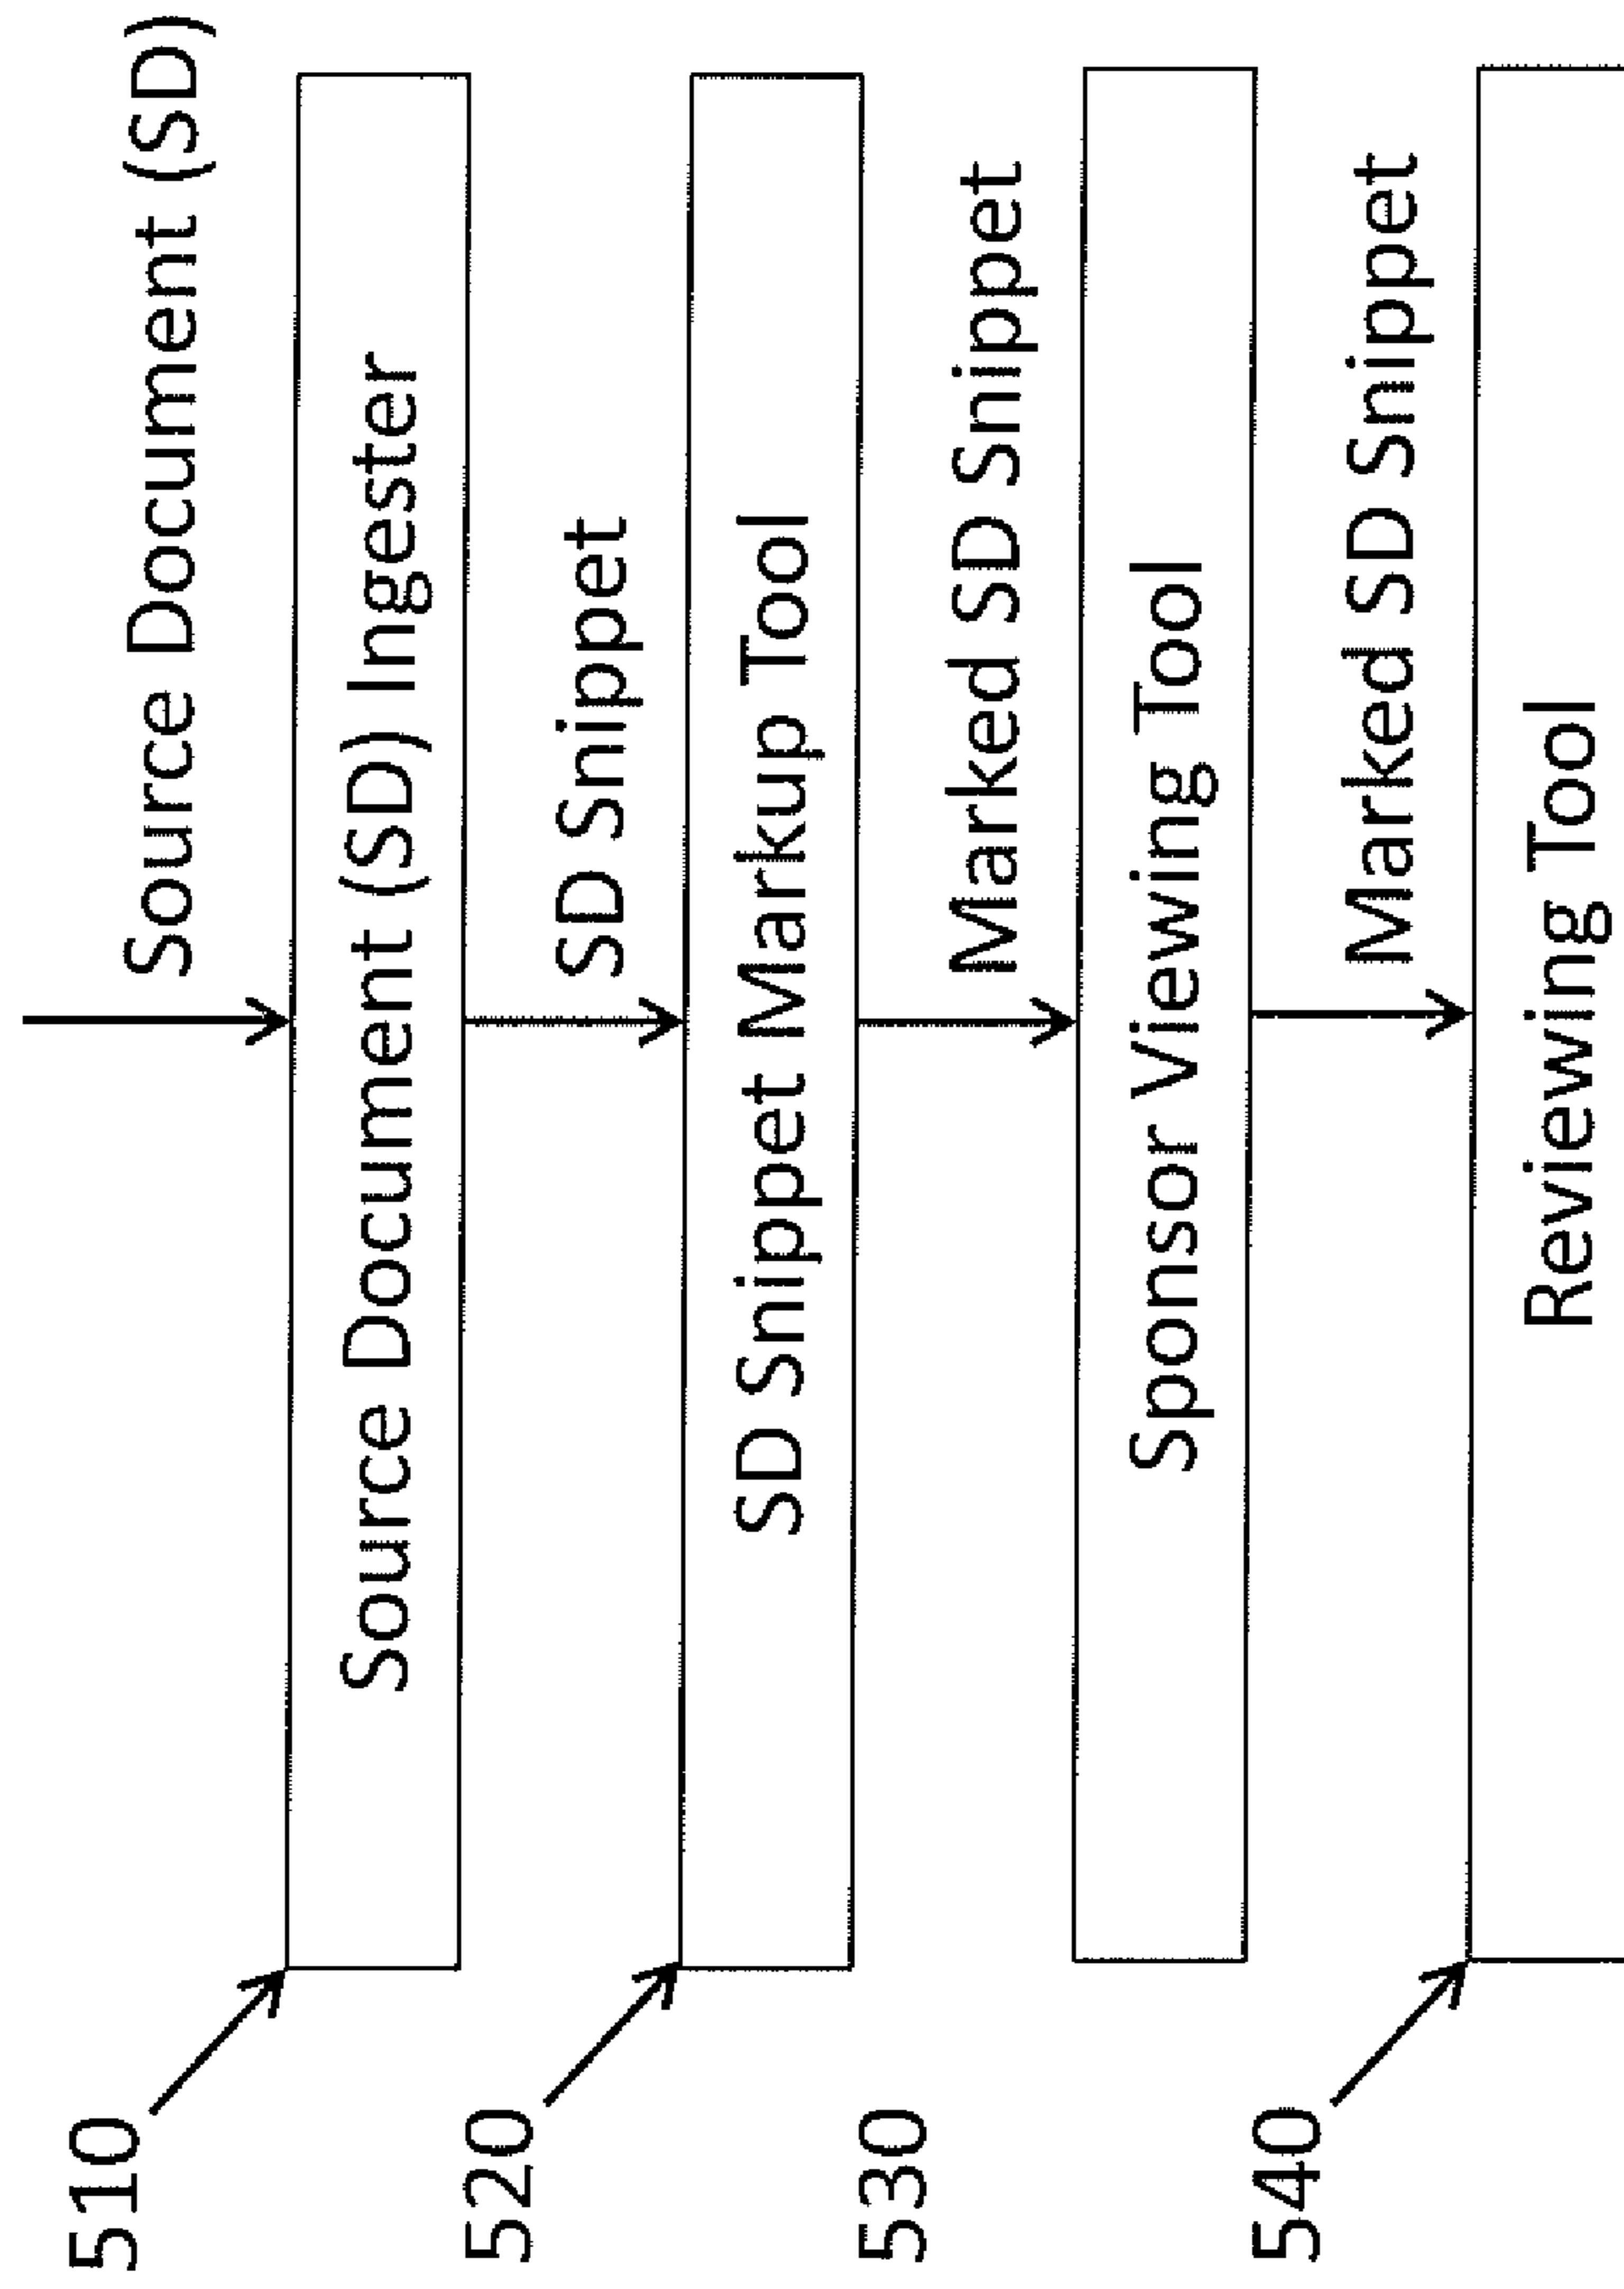 Source Document (SD)
510
Source Document (SD) Ingester
SD Snippet
520
SD Snippet Markup Tool
Marked SD Snippet
530
Sponsor Viewing Tool
Marked SD Snippet
540
Reviewing Tool